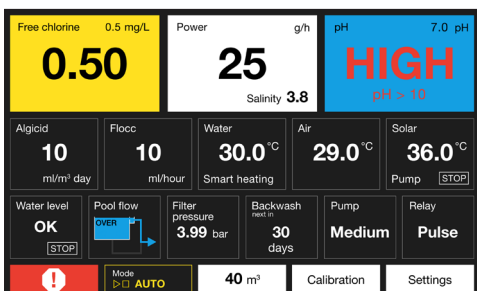 Free chlorine 0.5 mg/L
0.50
Power g/h
25
Salinity 3.8
pH 7.0 pH
HIGH
pH > 10
Algicid
10
ml/m³ day
Flocc
10
ml/hour
Water
30.0°C
Smart heating
Air
29.0°C
Solar
36.0°C
Pump STOP
Water level
OK
STOP
Pool flow
OVER
Filter
pressure
3.99 bar
Backwash
next in
30
days
Pump
Medium
Relay
Pulse
!
Mode
AUTO
40 m³
Calibration
Settings